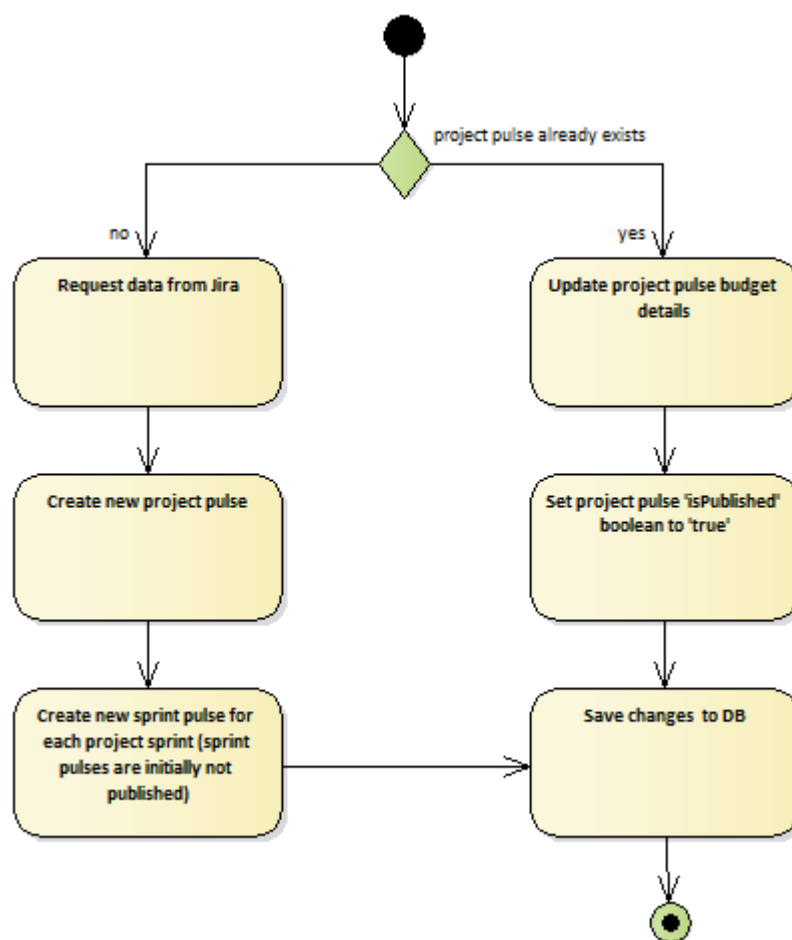 project pulse already exists
no
yes
Request data from Jira
Update project pulse budget
details
Create new project pulse
Set project pulse 'isPublished'
boolean to 'true'
Create new sprint pulse for
each project sprint (sprint
pulses are initially not
published)
Save changes  to DB